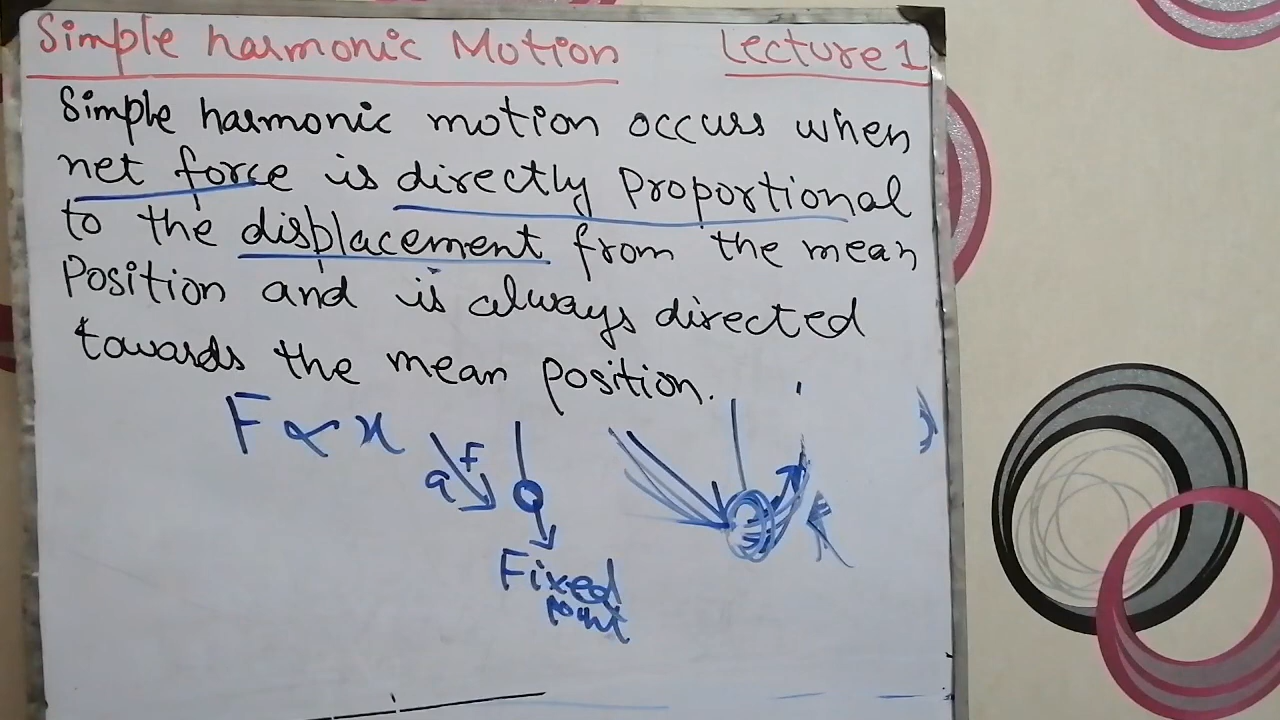 Simple harmonic Motion Lecture 1
Simple harmonic motion occurs when
net force is directly proportional
to the displacement from the mean
Position and is always directed
towards the mean position.
F ∝ x
F
a
Fixed
point